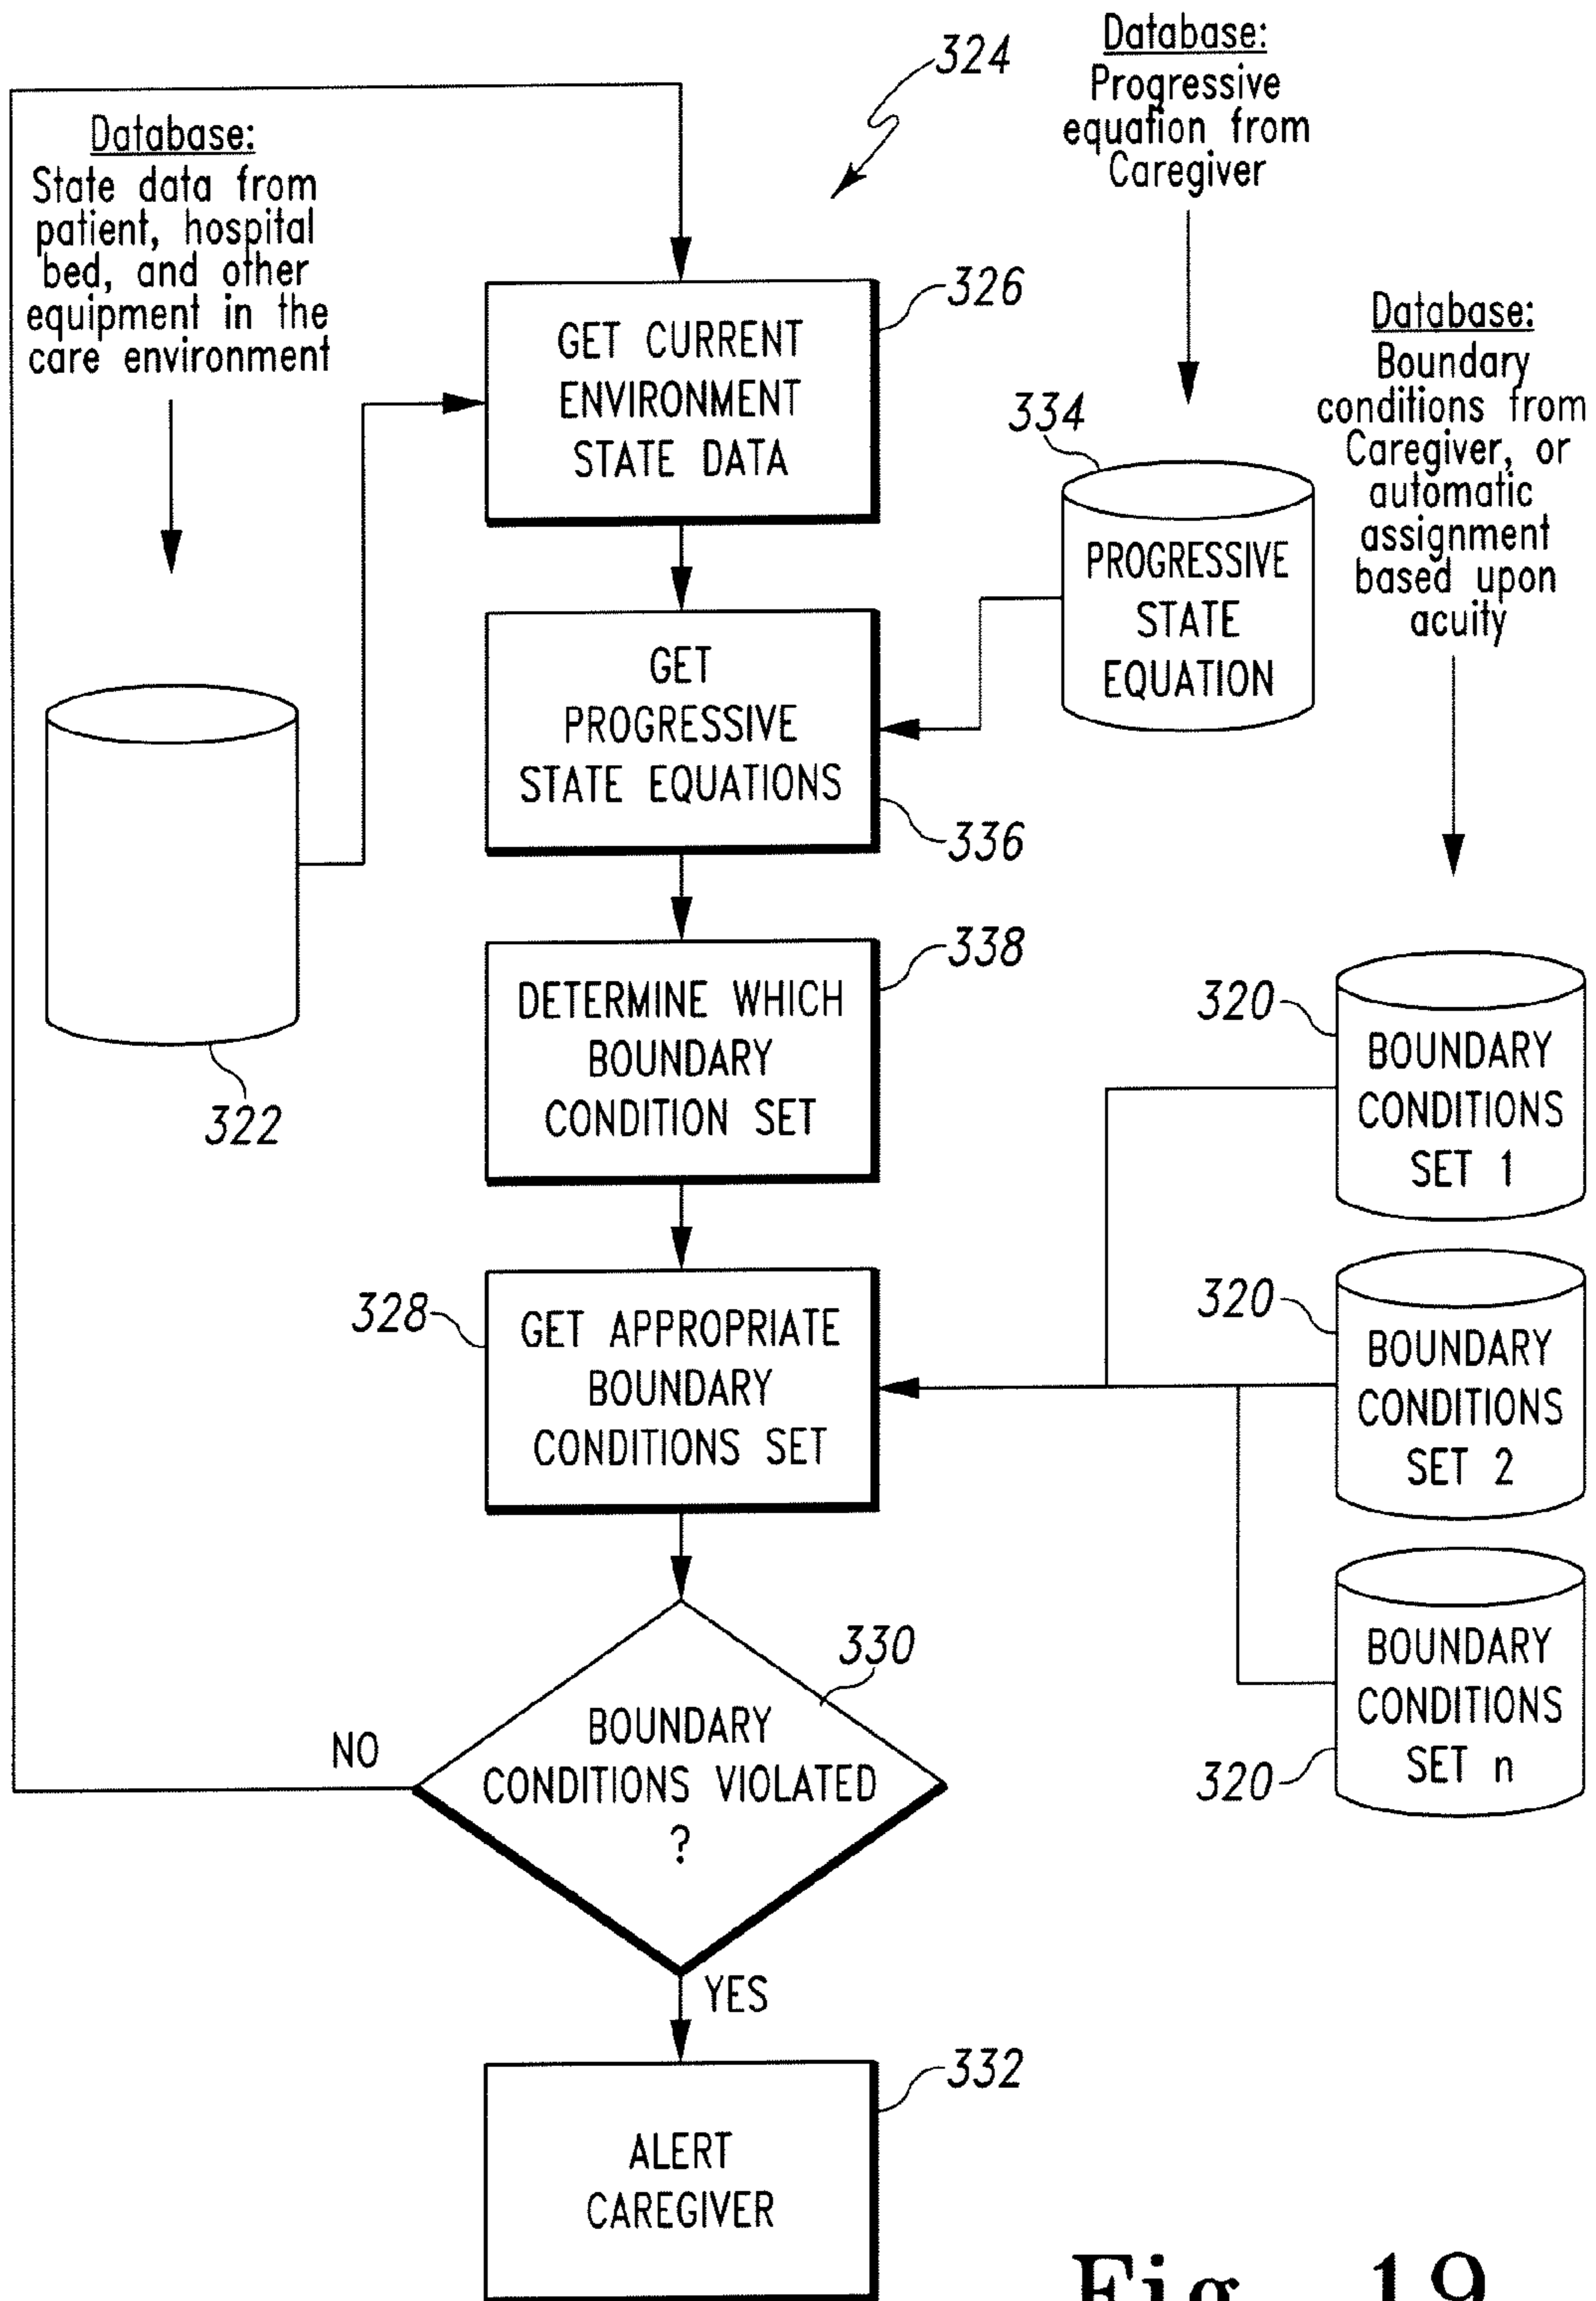 324
Database:
Progressive
equation from
Caregiver
Database:
State data from
patient, hospital
bed, and other
equipment in the
care environment
326
GET CURRENT
ENVIRONMENT
STATE DATA
Database:
Boundary
conditions from
Caregiver, or
automatic
assignment
based upon
acuity
334
PROGRESSIVE
STATE
EQUATION
GET
PROGRESSIVE
STATE EQUATIONS
336
322
338
DETERMINE WHICH
BOUNDARY
CONDITION SET
320
BOUNDARY
CONDITIONS
SET 1
328
GET APPROPRIATE
BOUNDARY
CONDITIONS SET
320
BOUNDARY
CONDITIONS
SET 2
330
BOUNDARY
CONDITIONS VIOLATED
?
NO
YES
320
BOUNDARY
CONDITIONS
SET n
332
ALERT
CAREGIVER
Fig. 19